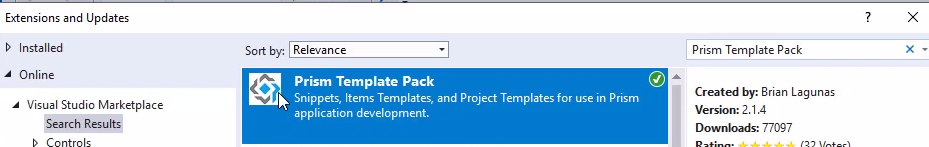 Extensions and Updates
? ×
Installed
Sort by: Relevance
Prism Template Pack
Online
Prism Template Pack
Snippets, Items Templates, and Project Templates for use in Prism
application development.
Visual Studio Marketplace
Search Results
Controls
Created by: Brian Lagunas
Version: 2.1.4
Downloads: 77097
Rating: (32 Votes)